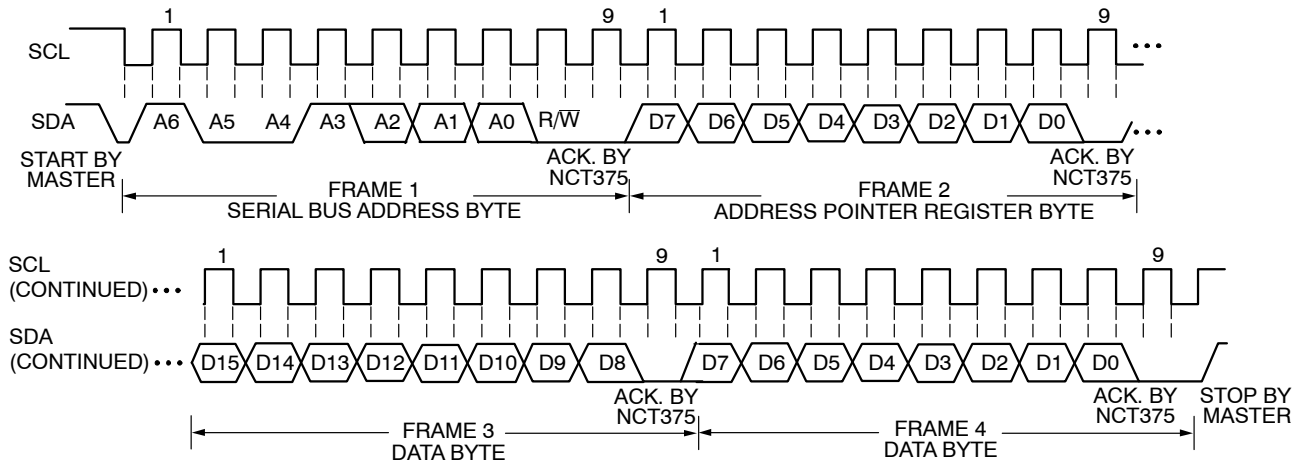 1 9 1 9
SCL •••
SDA A6 A5 A4 A3 A2 A1 A0 R/W̅ D7 D6 D5 D4 D3 D2 D1 D0 •••
START BY MASTER
ACK. BY NCT375
ACK. BY NCT375
FRAME 1
SERIAL BUS ADDRESS BYTE
FRAME 2
ADDRESS POINTER REGISTER BYTE
1 9 1 9
SCL
(CONTINUED) •••
SDA
(CONTINUED) ••• D15 D14 D13 D12 D11 D10 D9 D8 D7 D6 D5 D4 D3 D2 D1 D0
ACK. BY NCT375
ACK. BY NCT375
STOP BY MASTER
FRAME 3
DATA BYTE
FRAME 4
DATA BYTE